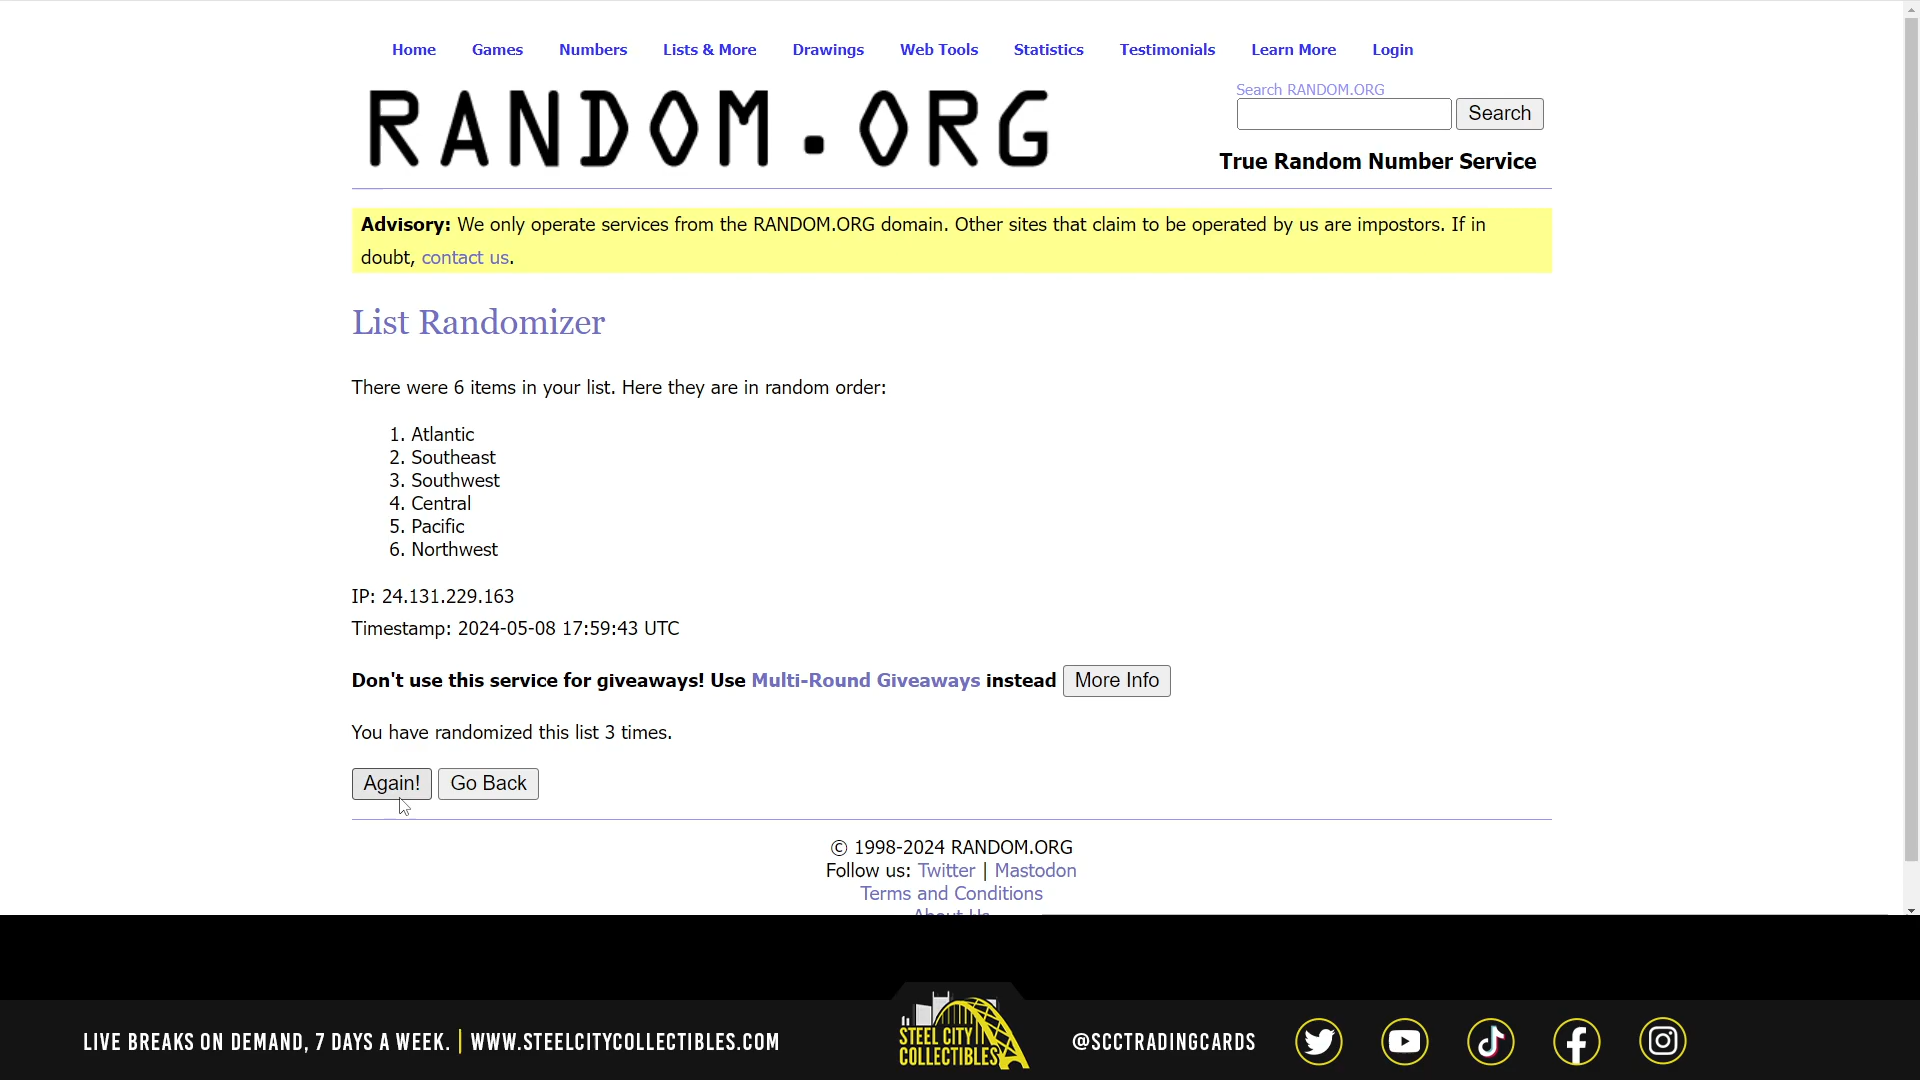 Home Games Numbers Lists & More Drawings Web Tools Statistics Testimonials Learn More Login
RANDOM.ORG
Search RANDOM.ORG
Search
True Random Number Service
Advisory: We only operate services from the RANDOM.ORG domain. Other sites that claim to be operated by us are impostors. If in
doubt, contact us.
List Randomizer
There were 6 items in your list. Here they are in random order:
1. Atlantic
2. Southeast
3. Southwest
4. Central
5. Pacific
6. Northwest
IP: 24.131.229.163
Timestamp: 2024-05-08 17:59:43 UTC
Don't use this service for giveaways! Use Multi-Round Giveaways instead More Info
You have randomized this list 3 times.
Again! Go Back
© 1998-2024 RANDOM.ORG
Follow us: Twitter | Mastodon
Terms and Conditions
About Us
LIVE BREAKS ON DEMAND, 7 DAYS A WEEK. | WWW.STEELCITYCOLLECTIBLES.COM
STEEL CITY
COLLECTIBLES
@SCCTRADINGCARDS